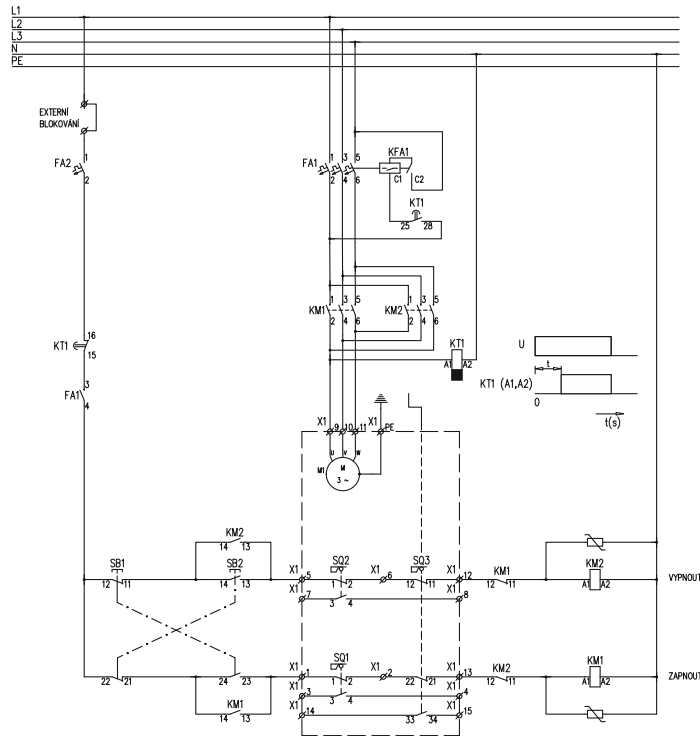 L1
L2
L3
N
PE
EXTERNÍ
BLOKOVÁNÍ
FA2
1
2
FA1
1 3 5
2 4 6
KFA1
C1 C2
KT1
25 28
KM1
1 3 5
2 4 6
KM2
1 3 5
2 4 6
KT1
16
15
FA1
3
4
KT1
A1 A2
U
t
KT1 (A1,A2)
0
t(s)
X1 9 10 11 X1 PE
U V W
M1
M
3 ~
KM2
14 13
SB1
12 11
SB2
14 13
X1 5
SQ2
1 2
X1 6
SQ3
12 11
X1 12
KM1
12 11
KM2
A1 A2
VYPNOUT
X1 7
3 4
X1 8
22 21
24 23
KM1
14 13
X1 1
SQ1
1 2
X1 2
22 21
X1 13
KM2
12 11
KM1
A1 A2
ZAPNOUT
X1 3
3 4
X1 4
X1 14
33 34
X1 15